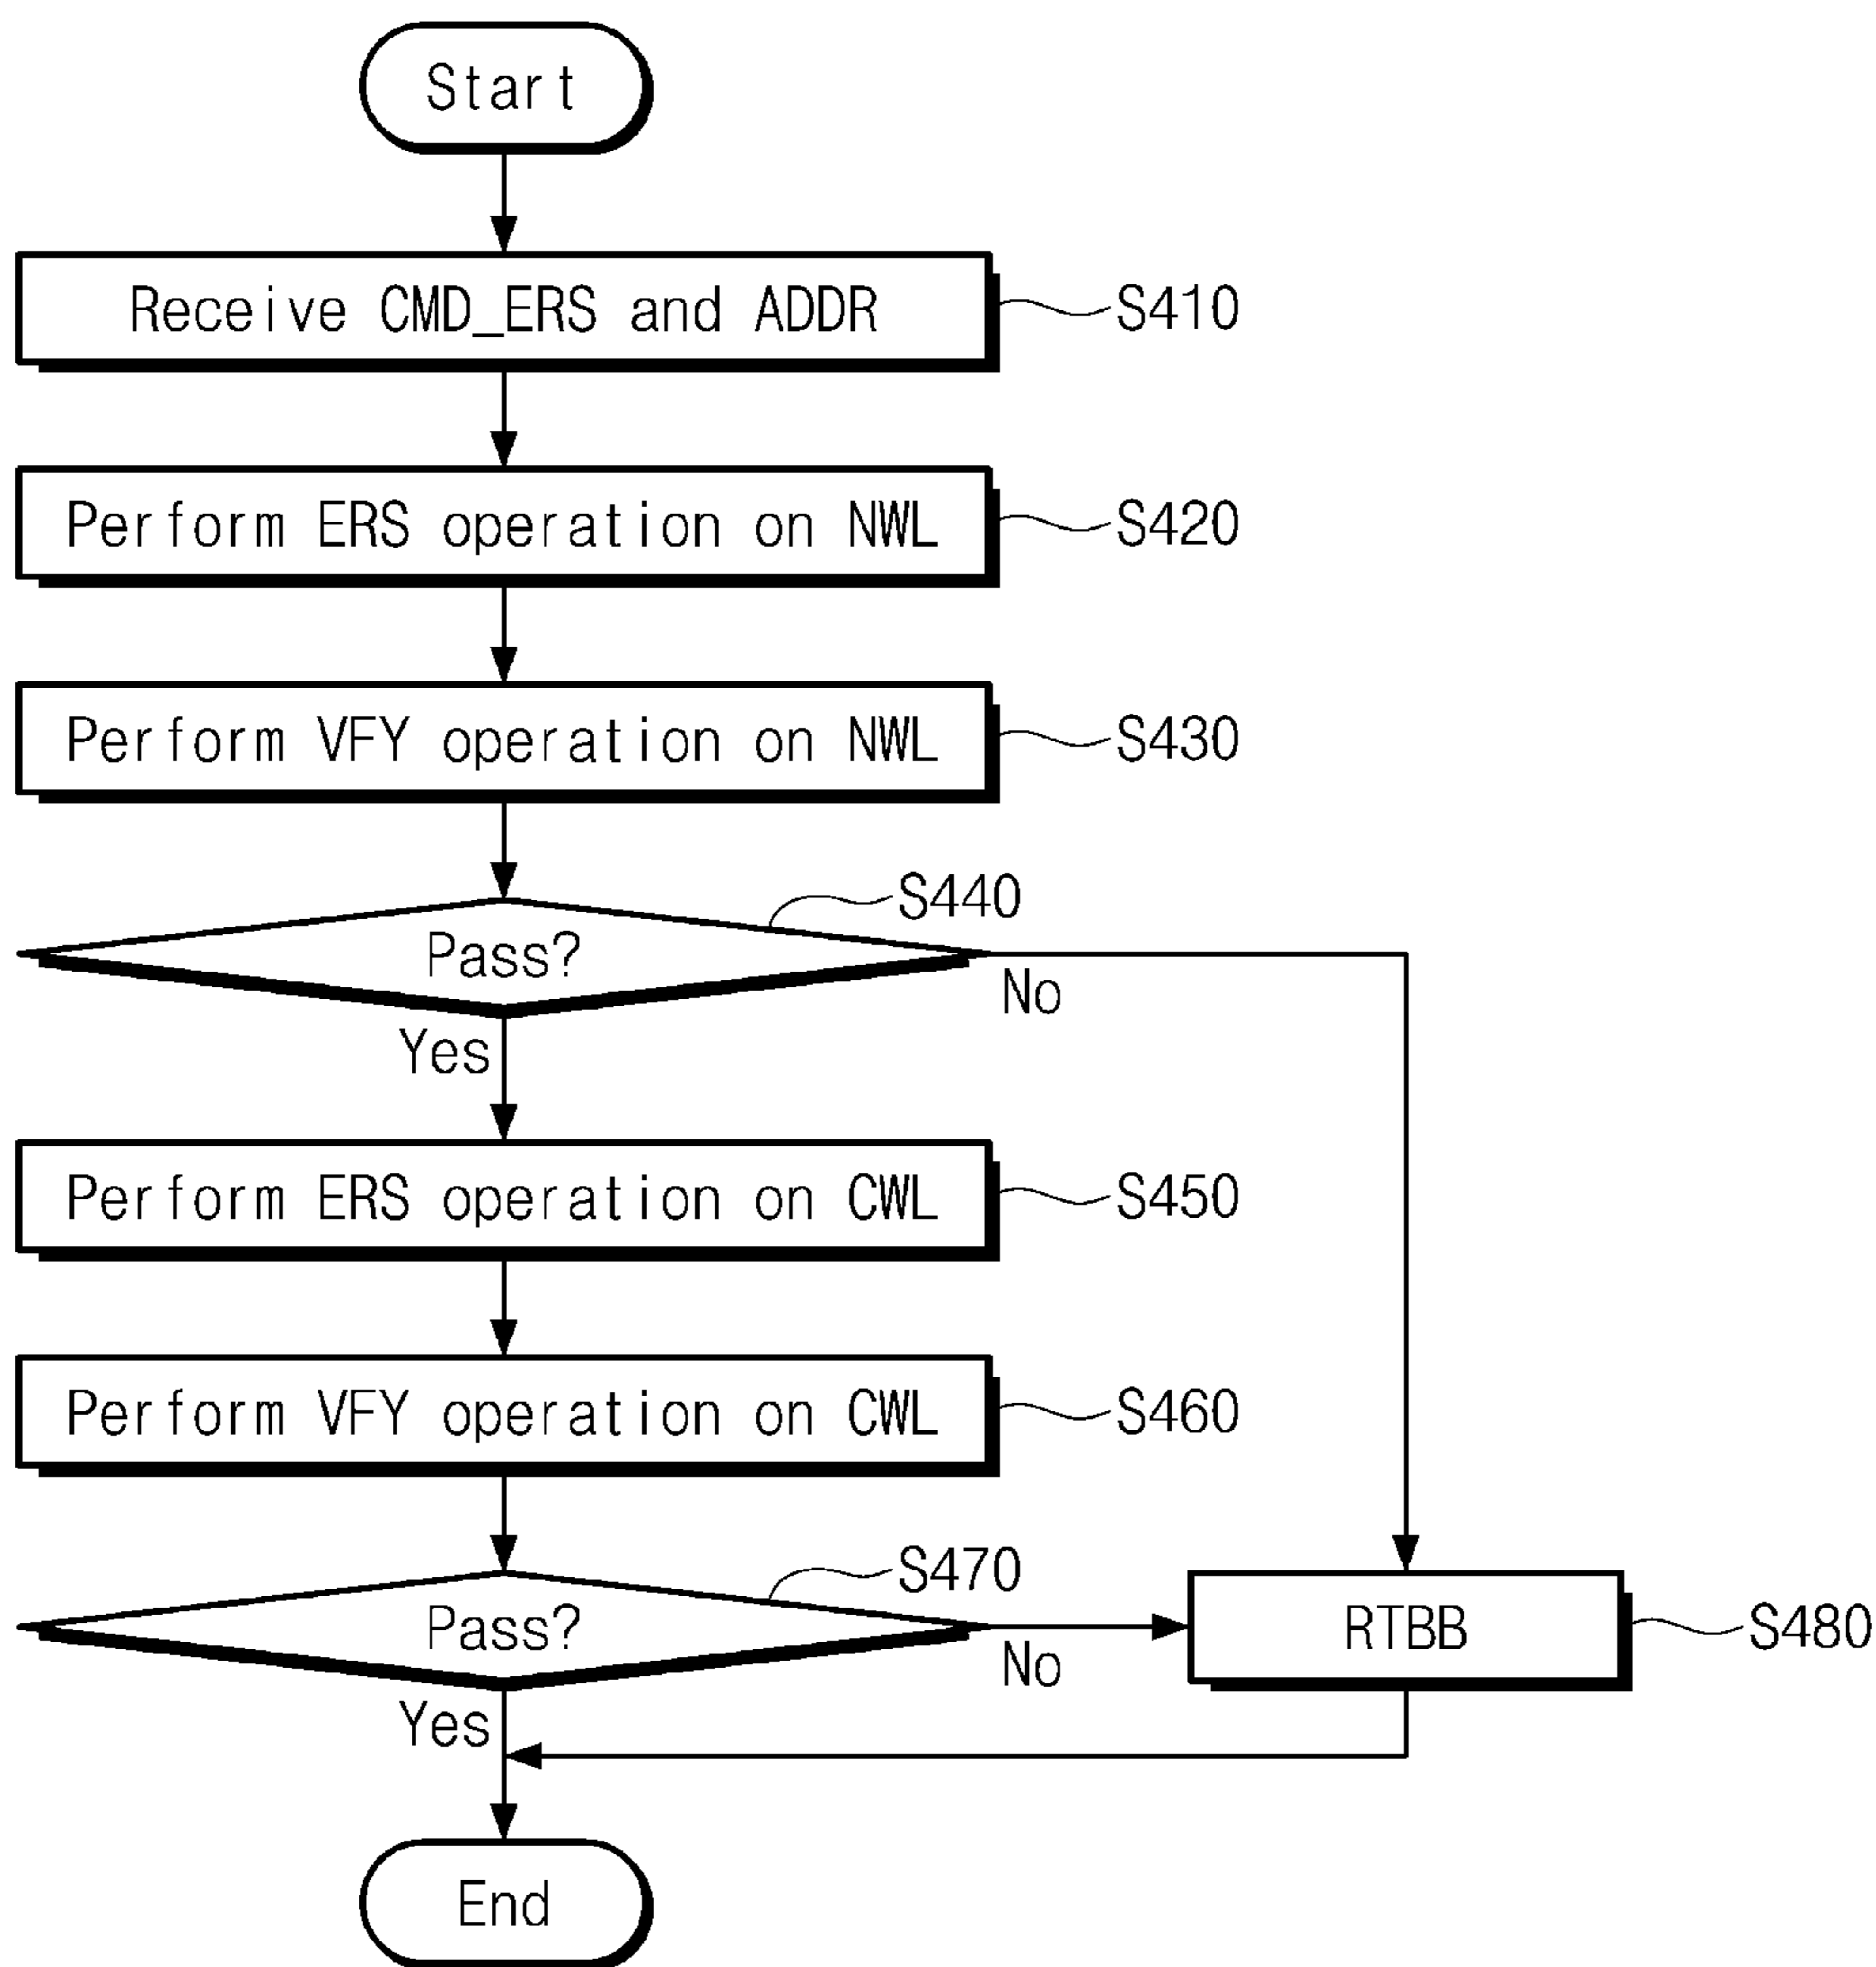 Start
Receive CMD_ERS and ADDR
S410
Perform ERS operation on NWL
S420
Perform VFY operation on NWL
S430
S440
Pass?
No
Yes
Perform ERS operation on CWL
S450
Perform VFY operation on CWL
S460
S470
Pass?
No
RTBB
S480
Yes
End